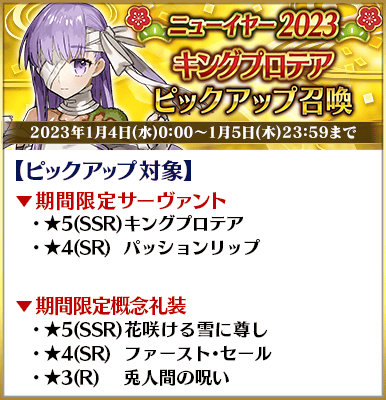 ニューイヤー2023
キングプロテア
ピックアップ召喚
2023年1月4日(水)0:00～1月5日(木)23:59まで
【ピックアップ対象】
▼期間限定サーヴァント
・★5(SSR)キングプロテア
・★4(SR) パッションリップ
▼期間限定概念礼装
・★5(SSR)花咲ける雪に尊し
・★4(SR) ファースト・セール
・★3(R) 兎人間の呪い